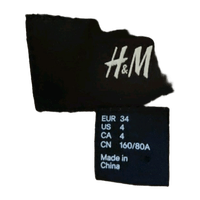 H&M
EUR 34
US 4
CA 4
CN 160/80A
Made in
China